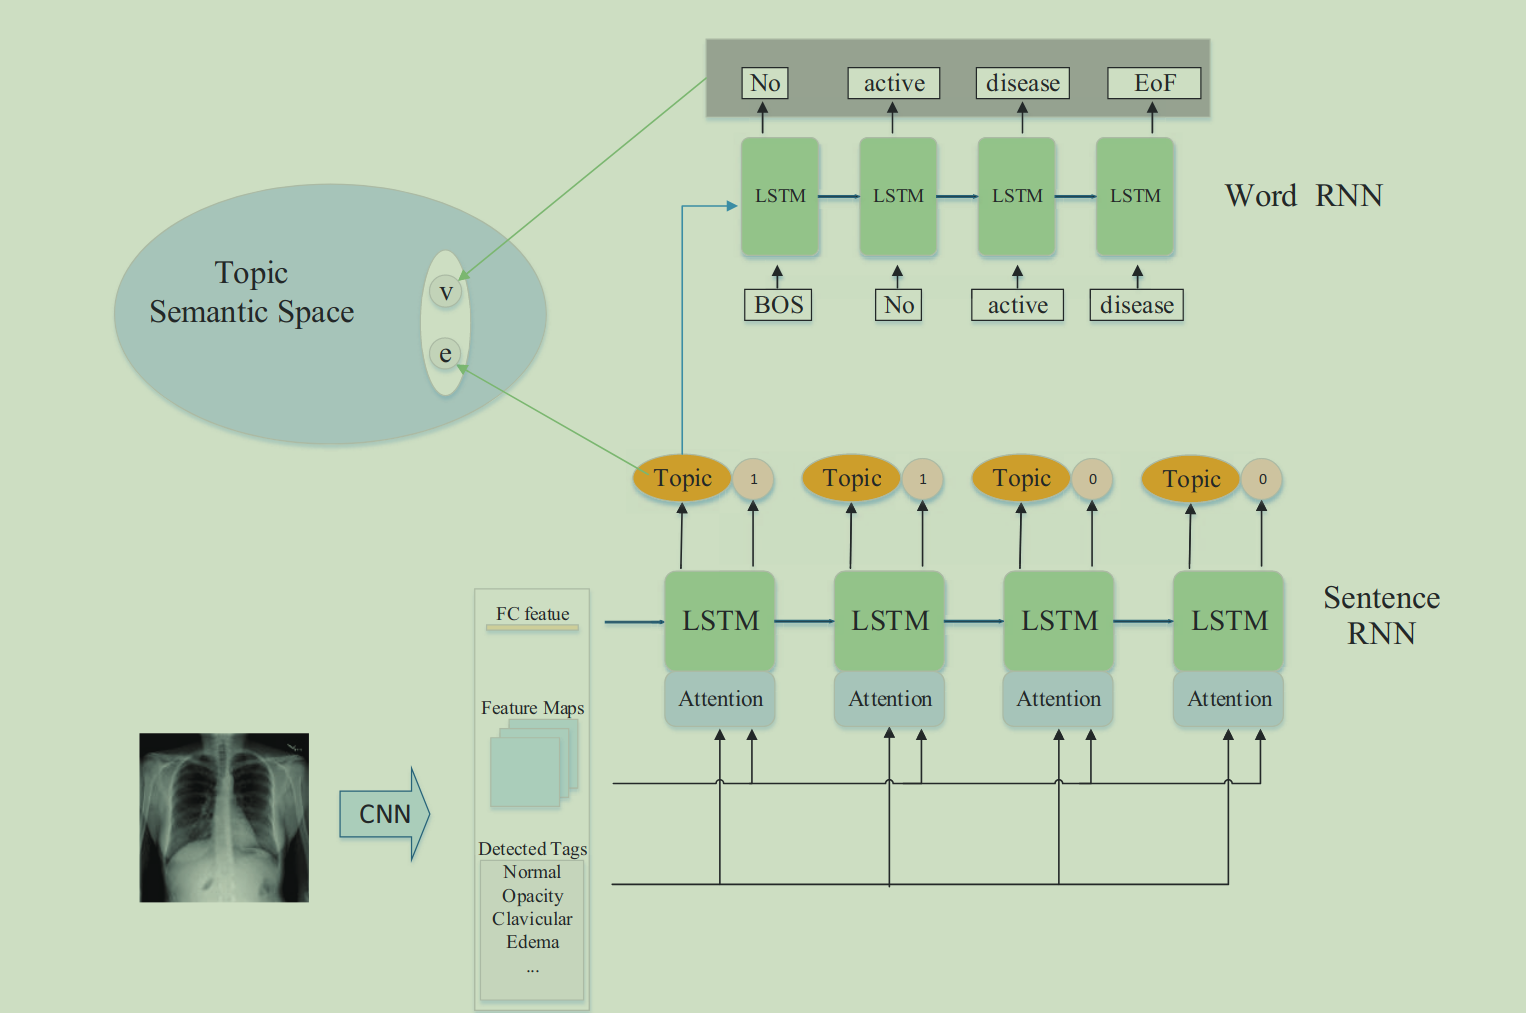 No active disease EoF
LSTM LSTM LSTM LSTM
Word RNN
BOS No active disease
Topic
Semantic Space
v
e
Topic 1 Topic 1 Topic 0 Topic 0
LSTM LSTM LSTM LSTM
Sentence
RNN
Attention Attention Attention Attention
FC featue
Feature Maps
CNN
Detected Tags
Normal
Opacity
Clavicular
Edema
...